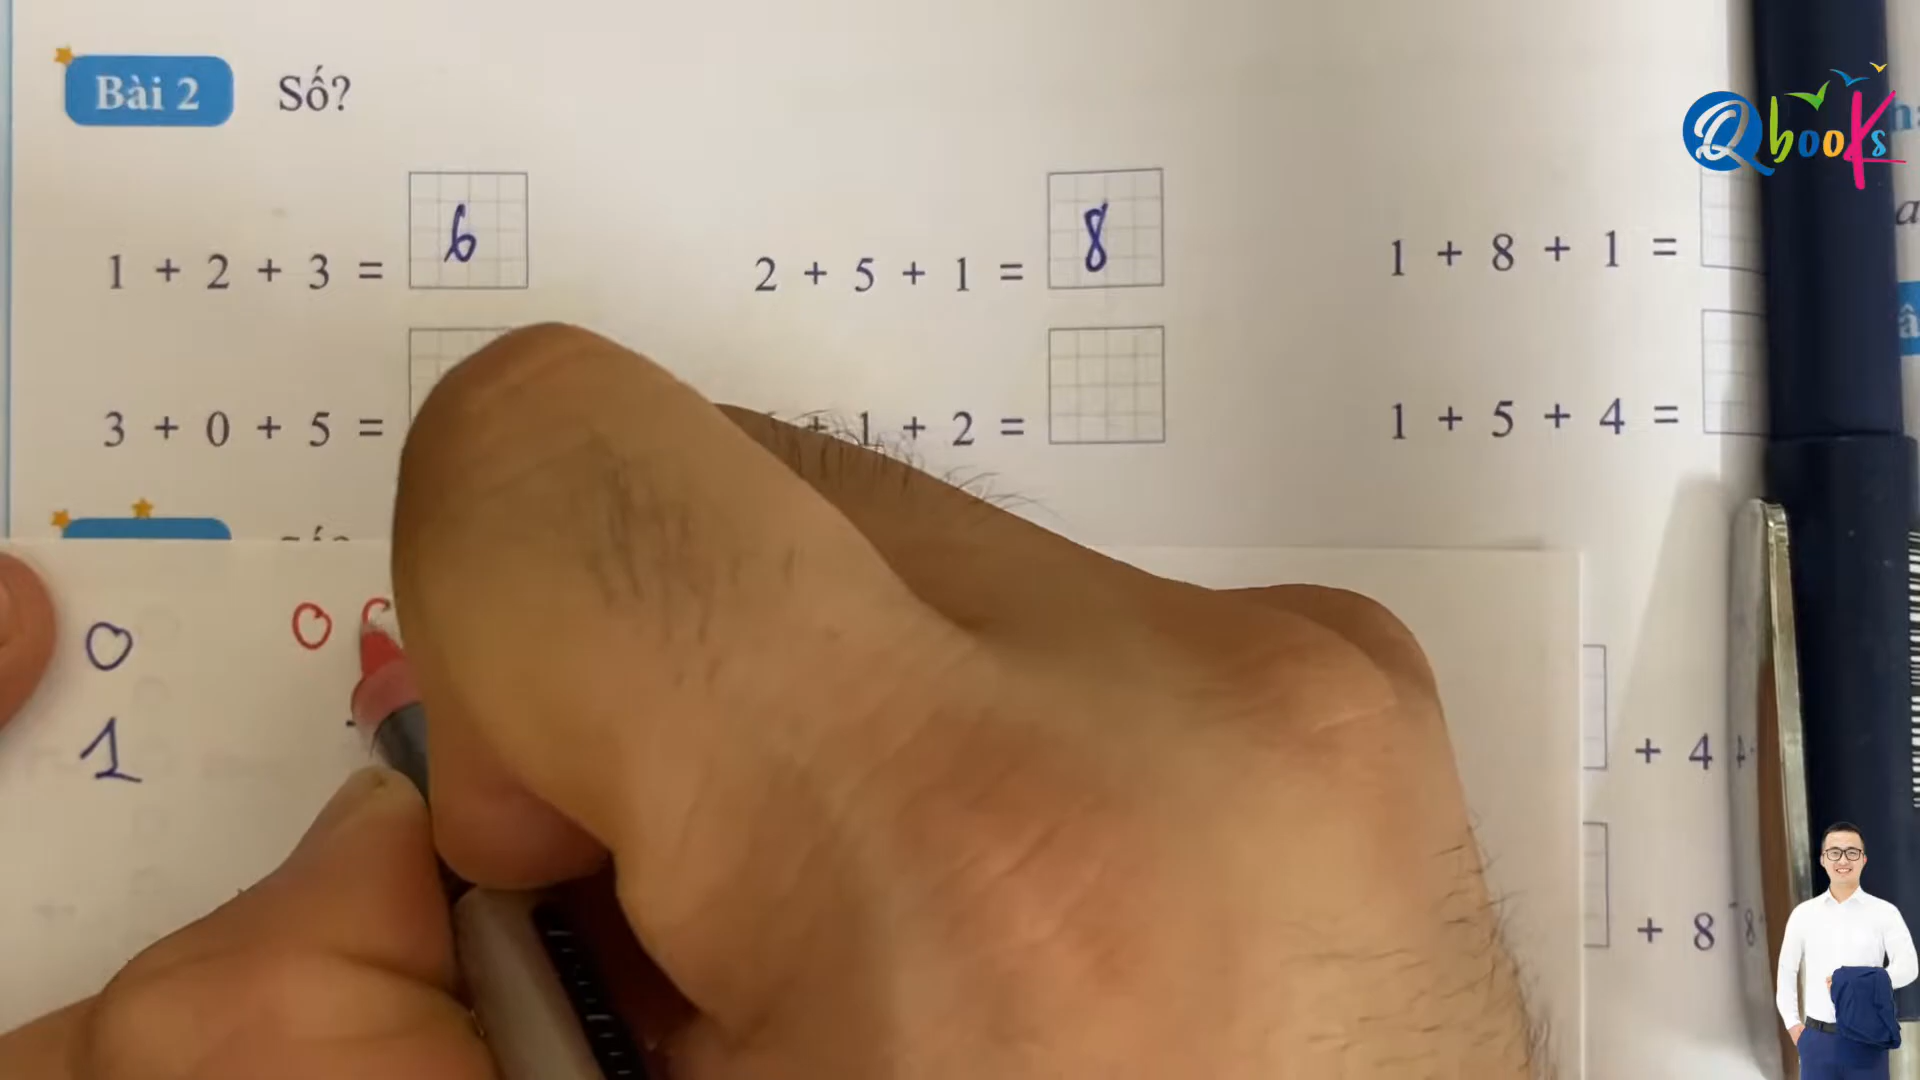 Bài 2 Số?
1 + 2 + 3 = 6 2 + 5 + 1 = 8 1 + 8 + 1 =
3 + 0 + 5 = + 1 + 2 = 1 + 5 + 4 =
0 0
1
+ 4
+ 8
Qbooks